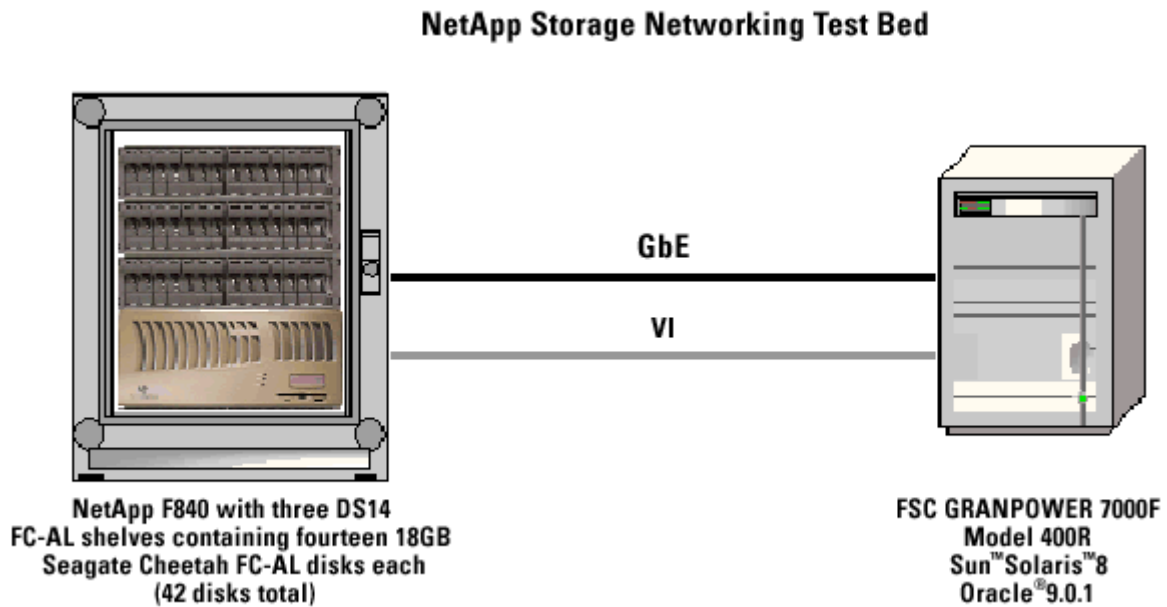 NetApp Storage Networking Test Bed
GbE
VI
NetApp F840 with three DS14
FC-AL shelves containing fourteen 18GB
Seagate Cheetah FC-AL disks each
(42 disks total)
FSC GRANPOWER 7000F
Model 400R
Sun™Solaris™8
Oracle®9.0.1